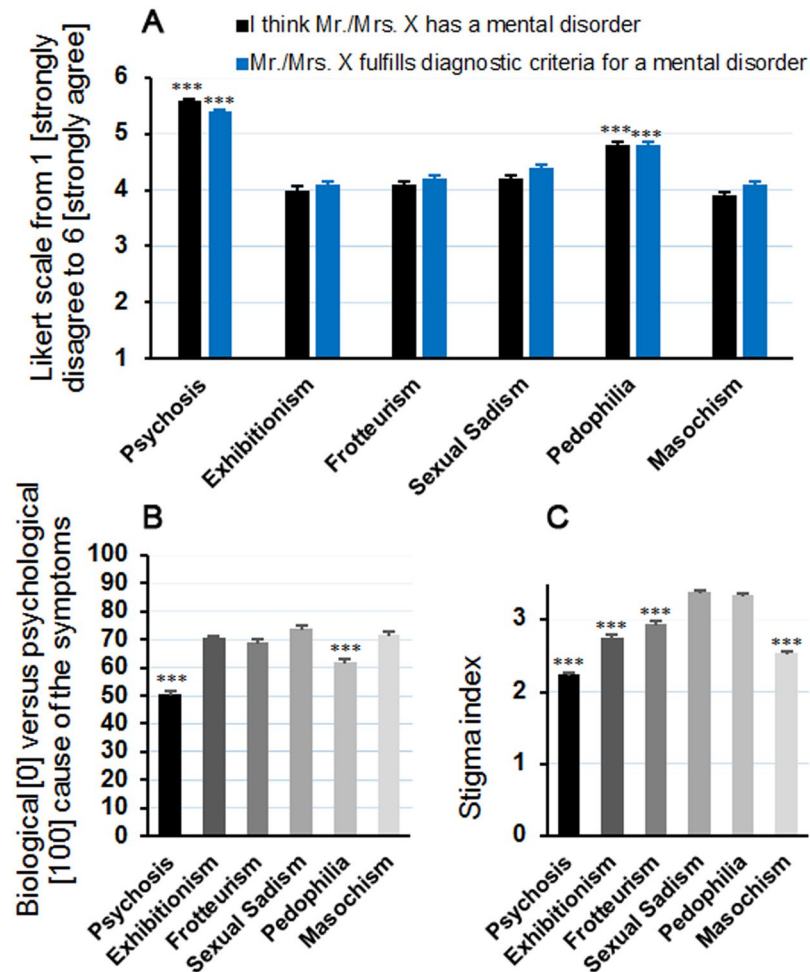 A
I think Mr./Mrs. X has a mental disorder
Mr./Mrs. X fulfills diagnostic criteria for a mental disorder
Likert scale from 1 [strongly
disagree to 6 [strongly agree]
6
5
4
3
2
1
***
***
***
***
Psychosis
Exhibitionism
Frotteurism
Sexual Sadism
Pedophilia
Masochism
B
Biological [0] versus psychological
[100] cause of the symptoms
100
90
80
70
60
50
40
30
20
10
0
***
***
Psychosis
Exhibitionism
Frotteurism
Sexual Sadism
Pedophilia
Masochism
C
Stigma index
3
2
1
0
***
***
***
***
Psychosis
Exhibitionism
Frotteurism
Sexual Sadism
Pedophilia
Masochism